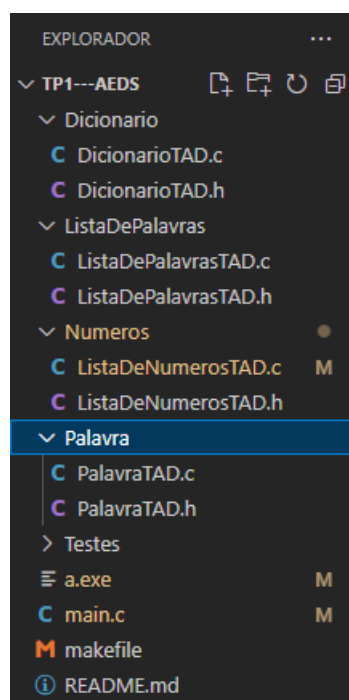 EXPLORADOR ...
TP1---AEDS
Dicionario
C DicionarioTAD.c
C DicionarioTAD.h
ListaDePalavras
C ListaDePalavrasTAD.c
C ListaDePalavrasTAD.h
Numeros
C ListaDeNumerosTAD.c M
C ListaDeNumerosTAD.h
Palavra
C PalavraTAD.c
C PalavraTAD.h
Testes
a.exe M
C main.c M
M makefile
README.md